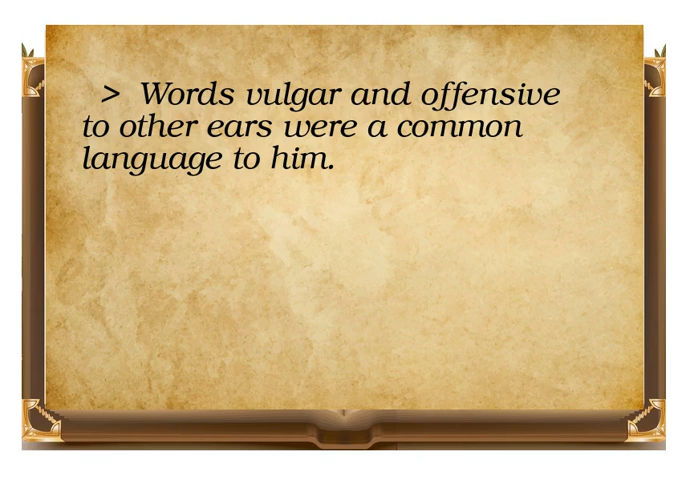 > Words vulgar and offensive
to other ears were a common
language to him.